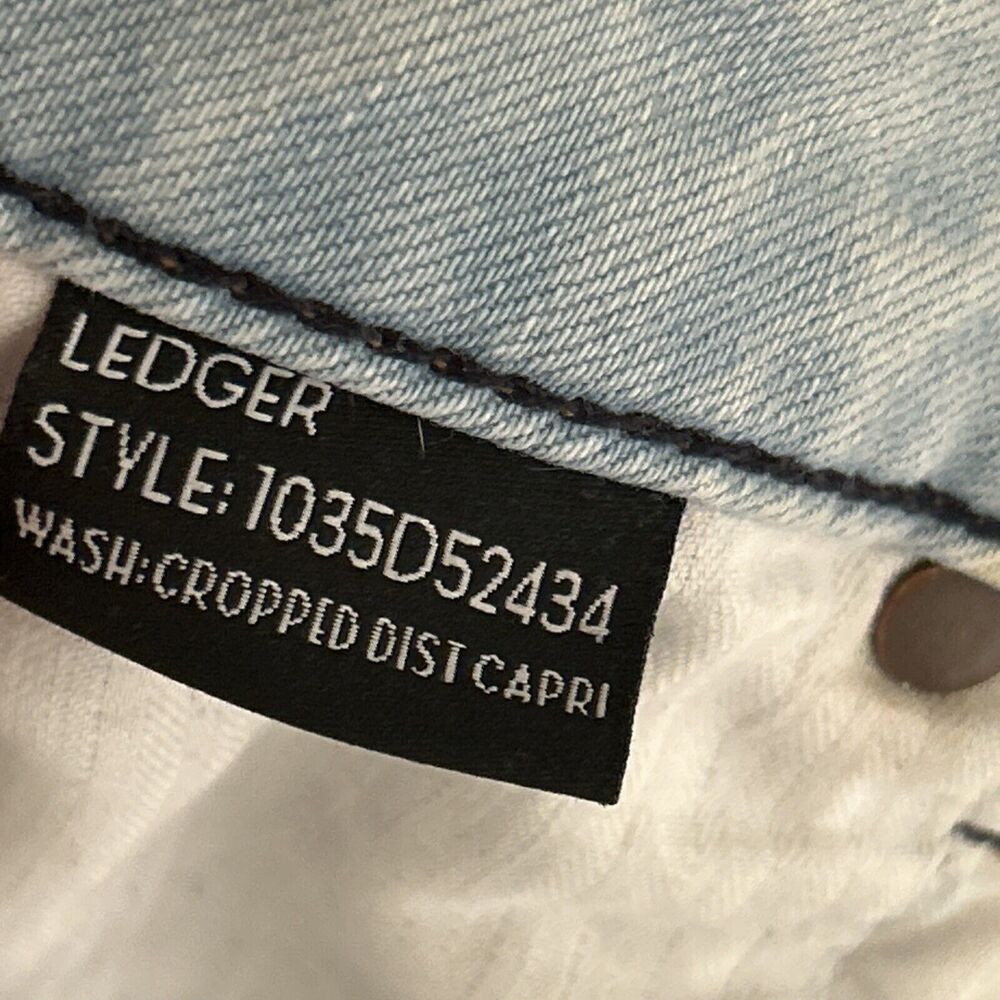 LEDGER
STYLE:1035D52434
WASH:CROPPED DIST CAPRI